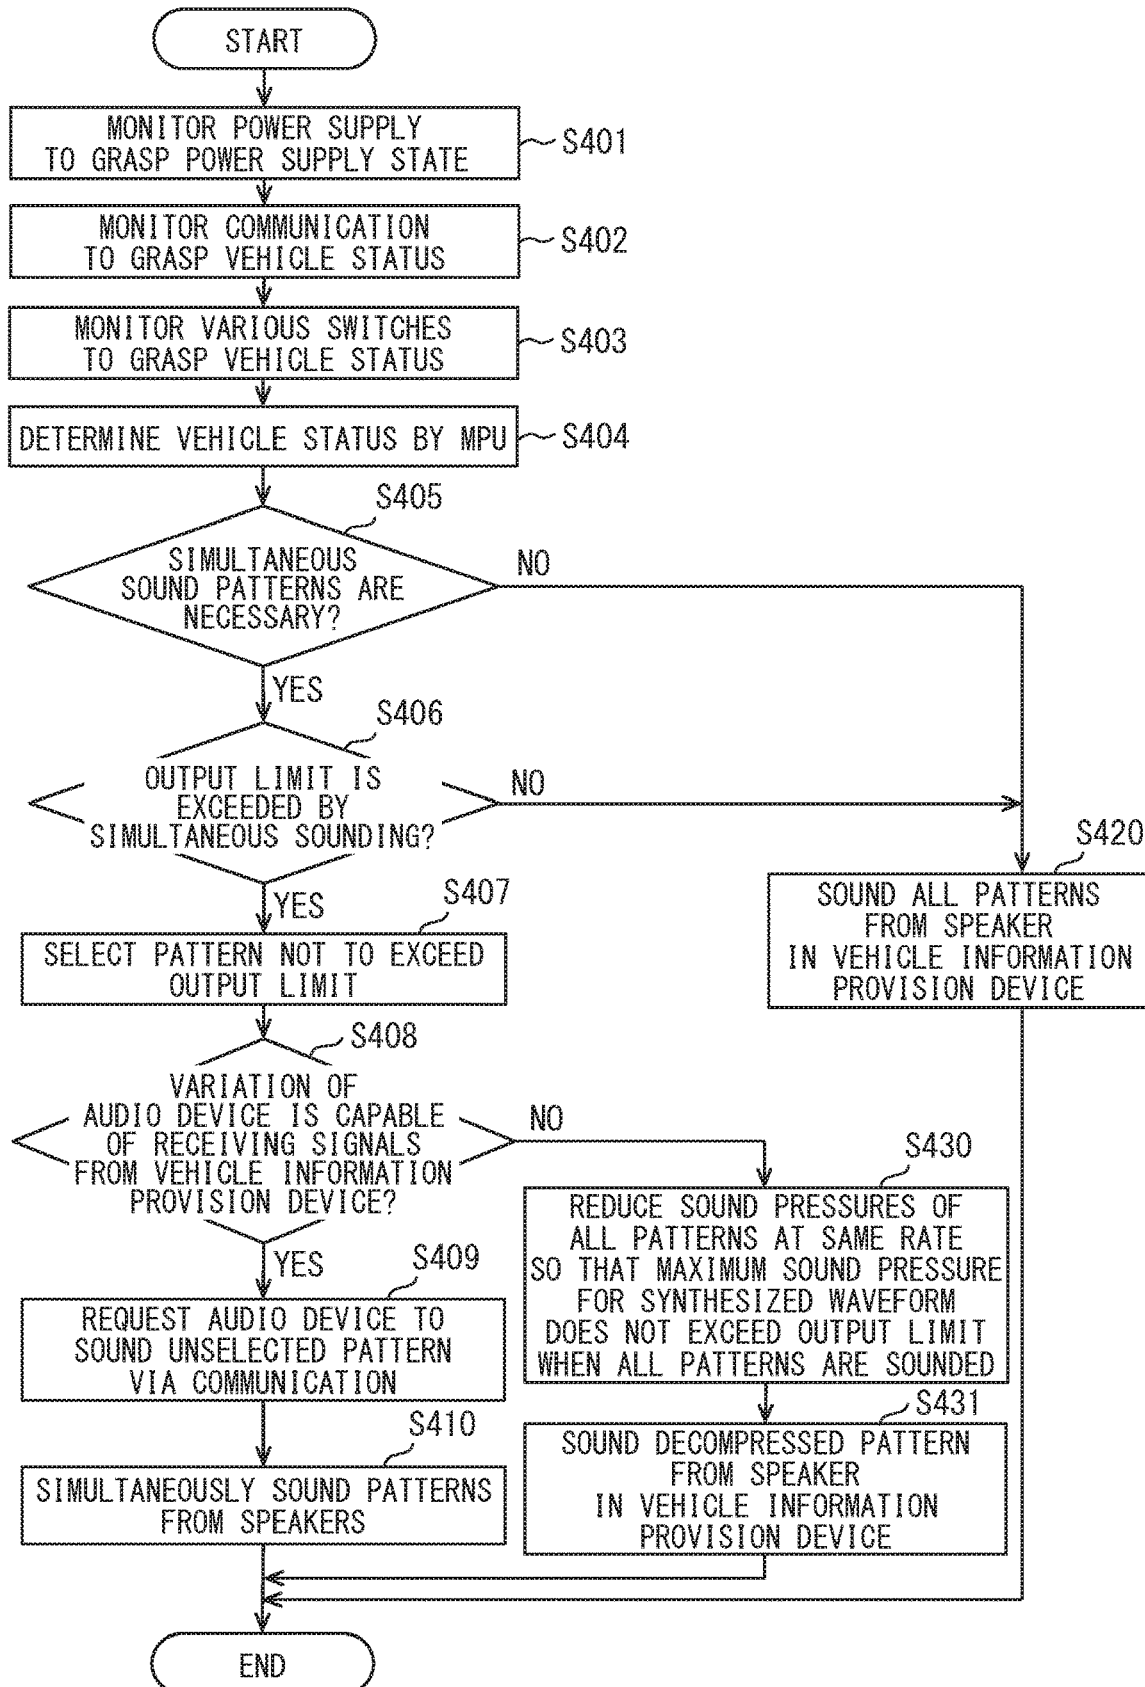 START
MONITOR POWER SUPPLY
TO GRASP POWER SUPPLY STATE
S401
MONITOR COMMUNICATION
TO GRASP VEHICLE STATUS
S402
MONITOR VARIOUS SWITCHES
TO GRASP VEHICLE STATUS
S403
DETERMINE VEHICLE STATUS BY MPU
S404
S405
SIMULTANEOUS
SOUND PATTERNS ARE
NECESSARY?
NO
YES
S406
OUTPUT LIMIT IS
EXCEEDED BY
SIMULTANEOUS SOUNDING?
NO
YES
S420
SOUND ALL PATTERNS
FROM SPEAKER
IN VEHICLE INFORMATION
PROVISION DEVICE
S407
SELECT PATTERN NOT TO EXCEED
OUTPUT LIMIT
S408
VARIATION OF
AUDIO DEVICE IS CAPABLE
OF RECEIVING SIGNALS
FROM VEHICLE INFORMATION
PROVISION DEVICE?
NO
YES
S430
REDUCE SOUND PRESSURES OF
ALL PATTERNS AT SAME RATE
SO THAT MAXIMUM SOUND PRESSURE
FOR SYNTHESIZED WAVEFORM
DOES NOT EXCEED OUTPUT LIMIT
WHEN ALL PATTERNS ARE SOUNDED
S409
REQUEST AUDIO DEVICE TO
SOUND UNSELECTED PATTERN
VIA COMMUNICATION
S431
SOUND DECOMPRESSED PATTERN
FROM SPEAKER
IN VEHICLE INFORMATION
PROVISION DEVICE
S410
SIMULTANEOUSLY SOUND PATTERNS
FROM SPEAKERS
END